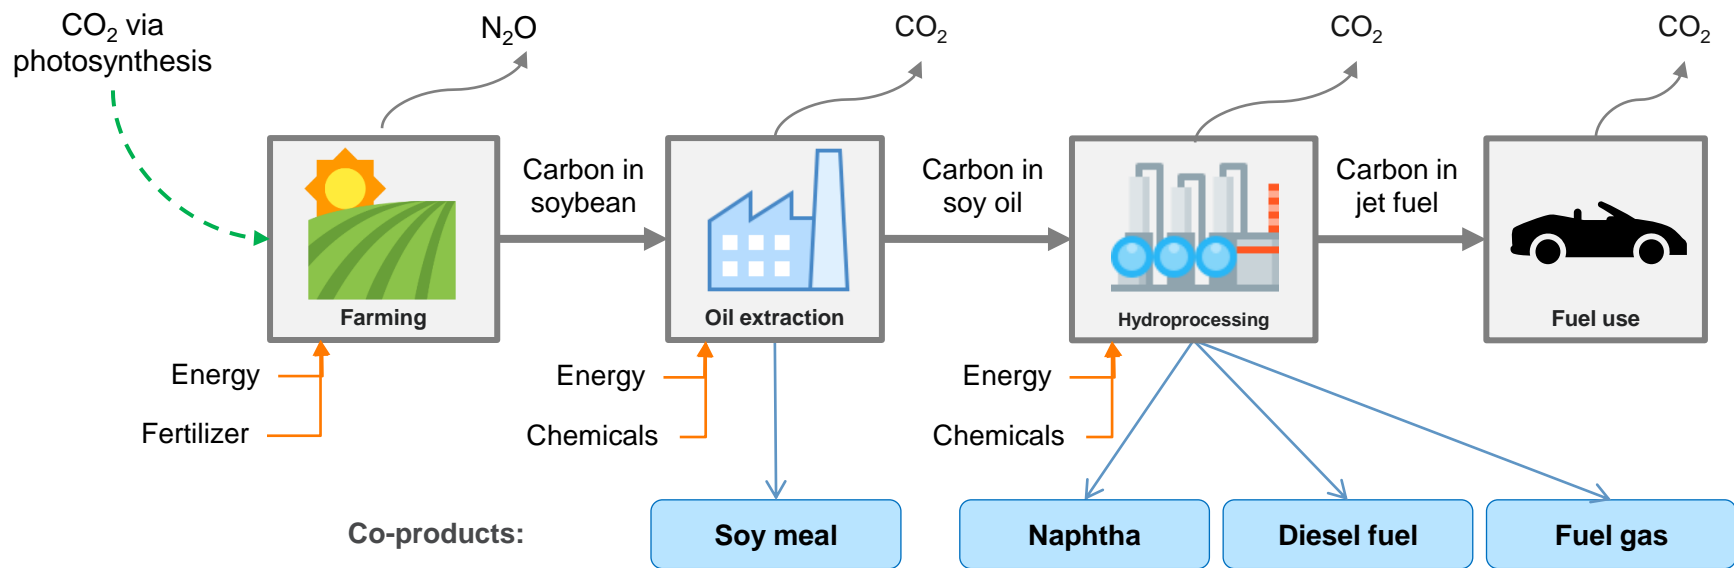 CO₂ via
photosynthesis
N₂O
CO₂
CO₂
CO₂
Carbon in
soybean
Carbon in
soy oil
Carbon in
jet fuel
Farming
Oil extraction
Hydroprocessing
Fuel use
Energy
Fertilizer
Energy
Chemicals
Energy
Chemicals
Co-products:
Soy meal
Naphtha
Diesel fuel
Fuel gas